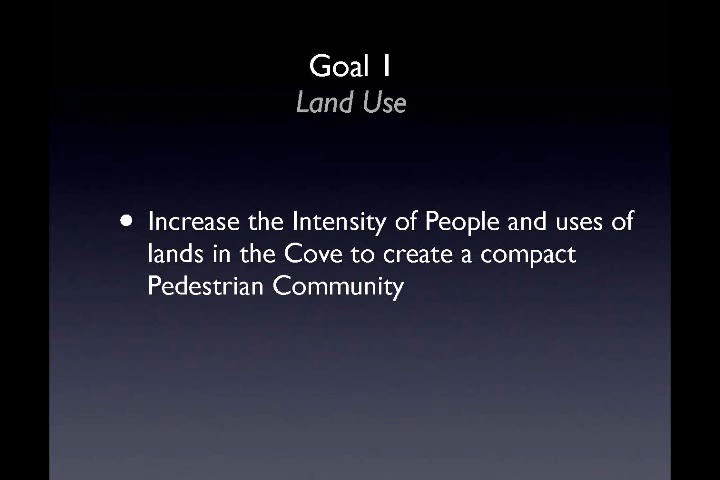 Goal 1
Land Use
• Increase the Intensity of People and uses of
lands in the Cove to create a compact
Pedestrian Community